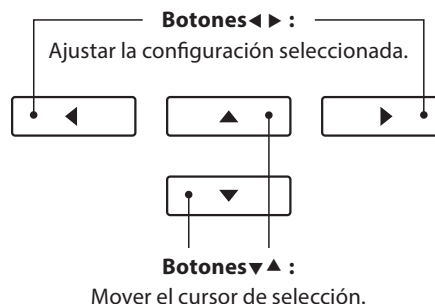 Botones◀ ▶ :
Ajustar la configuración seleccionada.
Botones▼▲ :
Mover el cursor de selección.